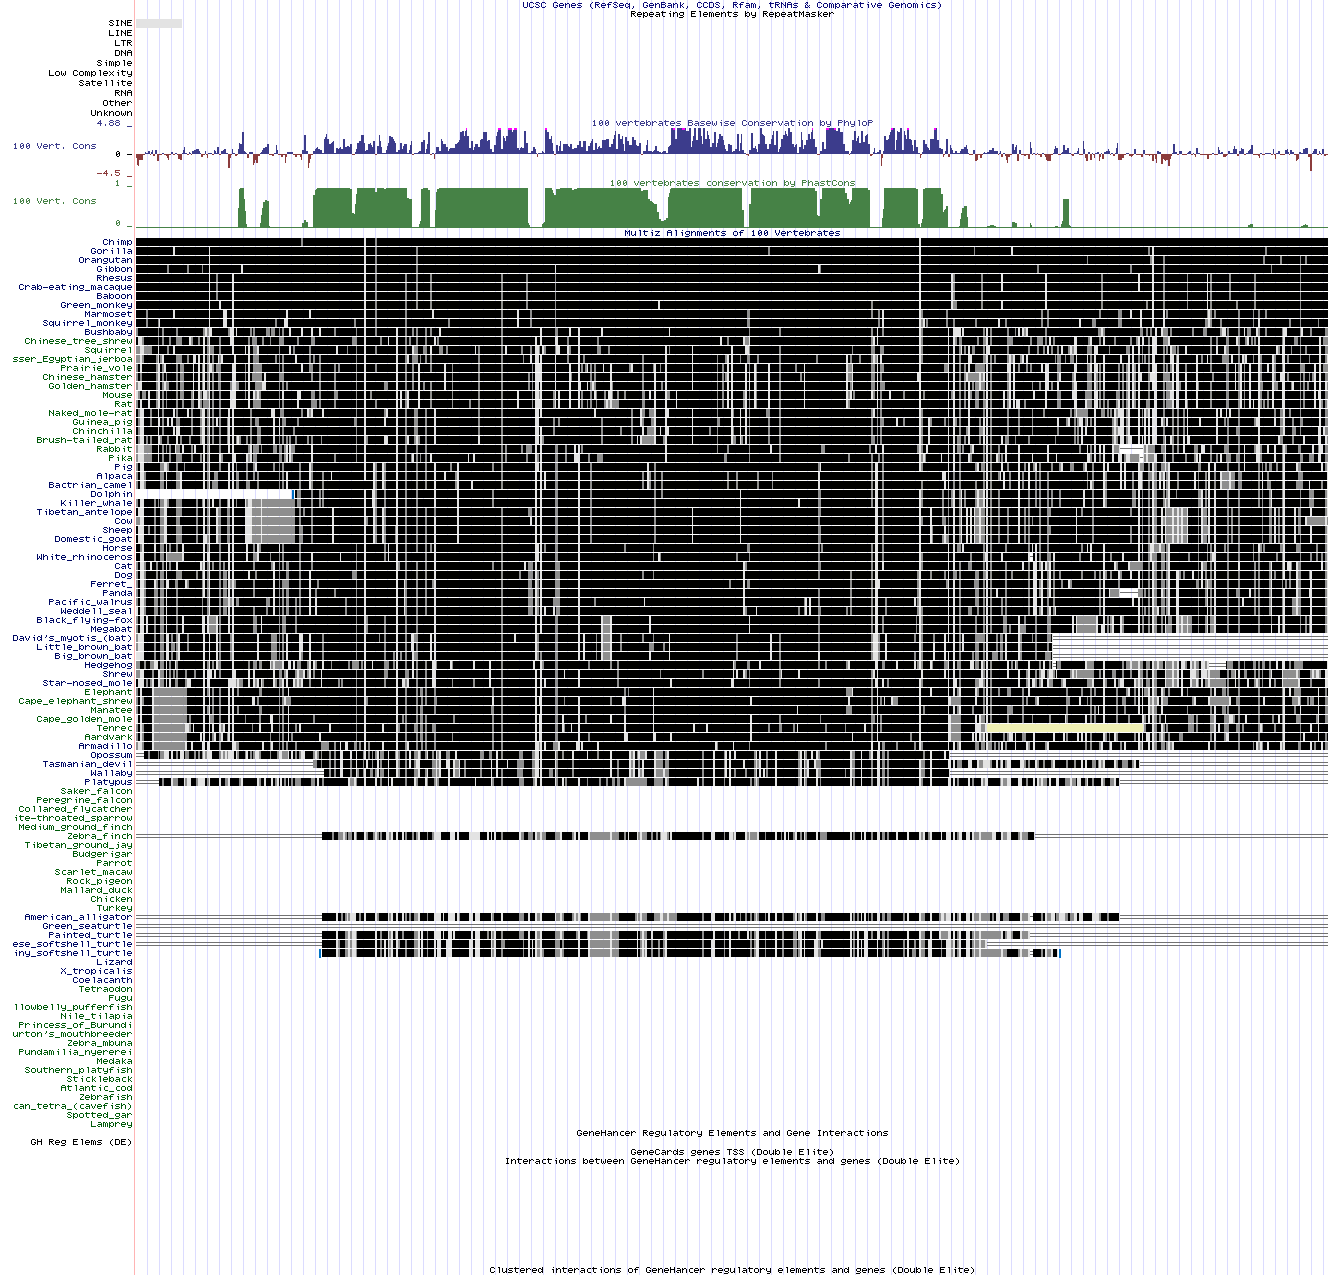 UCSC Genes (RefSeq, GenBank, CCDS, Rfam, tRNAs & Comparative Genomics)
Repeating Elements by RepeatMasker
SINE
LINE
LTR
DNA
Simple
Low Complexity
Satellite
RNA
Other
Unknown
4.88 _
100 vertebrates Basewise Conservation by PhyloP
100 Vert. Cons
0 _
-4.5 _
1 _
100 vertebrates conservation by PhastCons
100 Vert. Cons
0 _
Multiz Alignments of 100 Vertebrates
Chimp
Gorilla
Orangutan
Gibbon
Rhesus
Crab-eating_macaque
Baboon
Green_monkey
Marmoset
Squirrel_monkey
Bushbaby
Chinese_tree_shrew
Squirrel
sser_Egyptian_jerboa
Prairie_vole
Chinese_hamster
Golden_hamster
Mouse
Rat
Naked_mole-rat
Guinea_pig
Chinchilla
Brush-tailed_rat
Rabbit
Pika
Pig
Alpaca
Bactrian_camel
Dolphin
Killer_whale
Tibetan_antelope
Cow
Sheep
Domestic_goat
Horse
White_rhinoceros
Cat
Dog
Ferret_
Panda
Pacific_walrus
Weddell_seal
Black_flying-fox
Megabat
David's_myotis_(bat)
Little_brown_bat
Big_brown_bat
Hedgehog
Shrew
Star-nosed_mole
Elephant
Cape_elephant_shrew
Manatee
Cape_golden_mole
Tenrec
Aardvark
Armadillo
Opossum
Tasmanian_devil
Wallaby
Platypus
Saker_falcon
Peregrine_falcon
Collared_flycatcher
ite-throated_sparrow
Medium_ground_finch
Zebra_finch
Tibetan_ground_jay
Budgerigar
Parrot
Scarlet_macaw
Rock_pigeon
Mallard_duck
Chicken
Turkey
American_alligator
Green_seaturtle
Painted_turtle
ese_softshell_turtle
iny_softshell_turtle
Lizard
X_tropicalis
Coelacanth
Tetraodon
Fugu
llowbelly_pufferfish
Nile_tilapia
Princess_of_Burundi
urton's_mouthbreeder
Zebra_mbuna
Pundamilia_nyererei
Medaka
Southern_platyfish
Stickleback
Atlantic_cod
Zebrafish
can_tetra_(cavefish)
Spotted_gar
Lamprey
GeneHancer Regulatory Elements and Gene Interactions
GH Reg Elems (DE)
GeneCards genes TSS (Double Elite)
Interactions between GeneHancer regulatory elements and genes (Double Elite)
Clustered interactions of GeneHancer regulatory elements and genes (Double Elite)